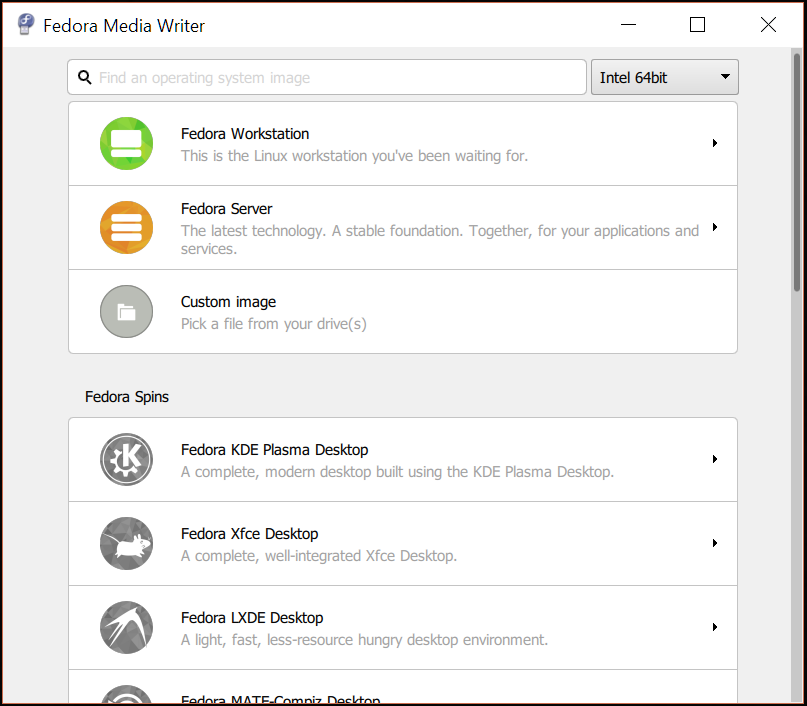 Fedora Media Writer
Find an operating system image
Intel 64bit
Fedora Workstation
This is the Linux workstation you've been waiting for.
Fedora Server
The latest technology. A stable foundation. Together, for your applications and
services.
Custom image
Pick a file from your drive(s)
Fedora Spins
Fedora KDE Plasma Desktop
A complete, modern desktop built using the KDE Plasma Desktop.
Fedora Xfce Desktop
A complete, well-integrated Xfce Desktop.
Fedora LXDE Desktop
A light, fast, less-resource hungry desktop environment.
Fedora MATE-Compiz Desktop